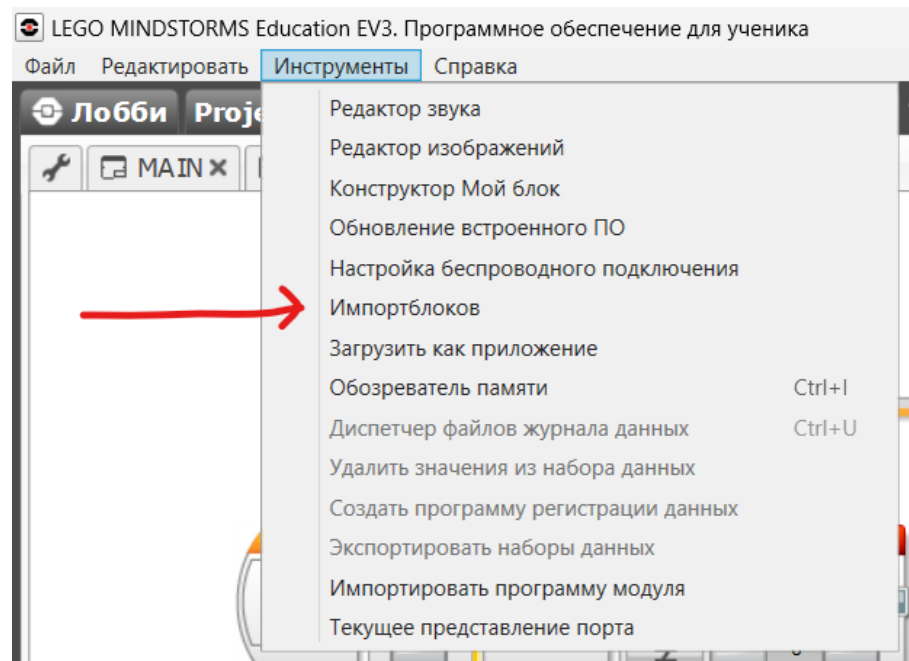 LEGO MINDSTORMS Education EV3. Программное обеспечение для ученика
Файл Редактировать Инструменты Справка
Лобби Proje
MAIN
Редактор звука
Редактор изображений
Конструктор Мой блок
Обновление встроенного ПО
Настройка беспроводного подключения
Импортблоков
Загрузить как приложение
Обозреватель памяти Ctrl+I
Диспетчер файлов журнала данных Ctrl+U
Удалить значения из набора данных
Создать программу регистрации данных
Экспортировать наборы данных
Импортировать программу модуля
Текущее представление порта